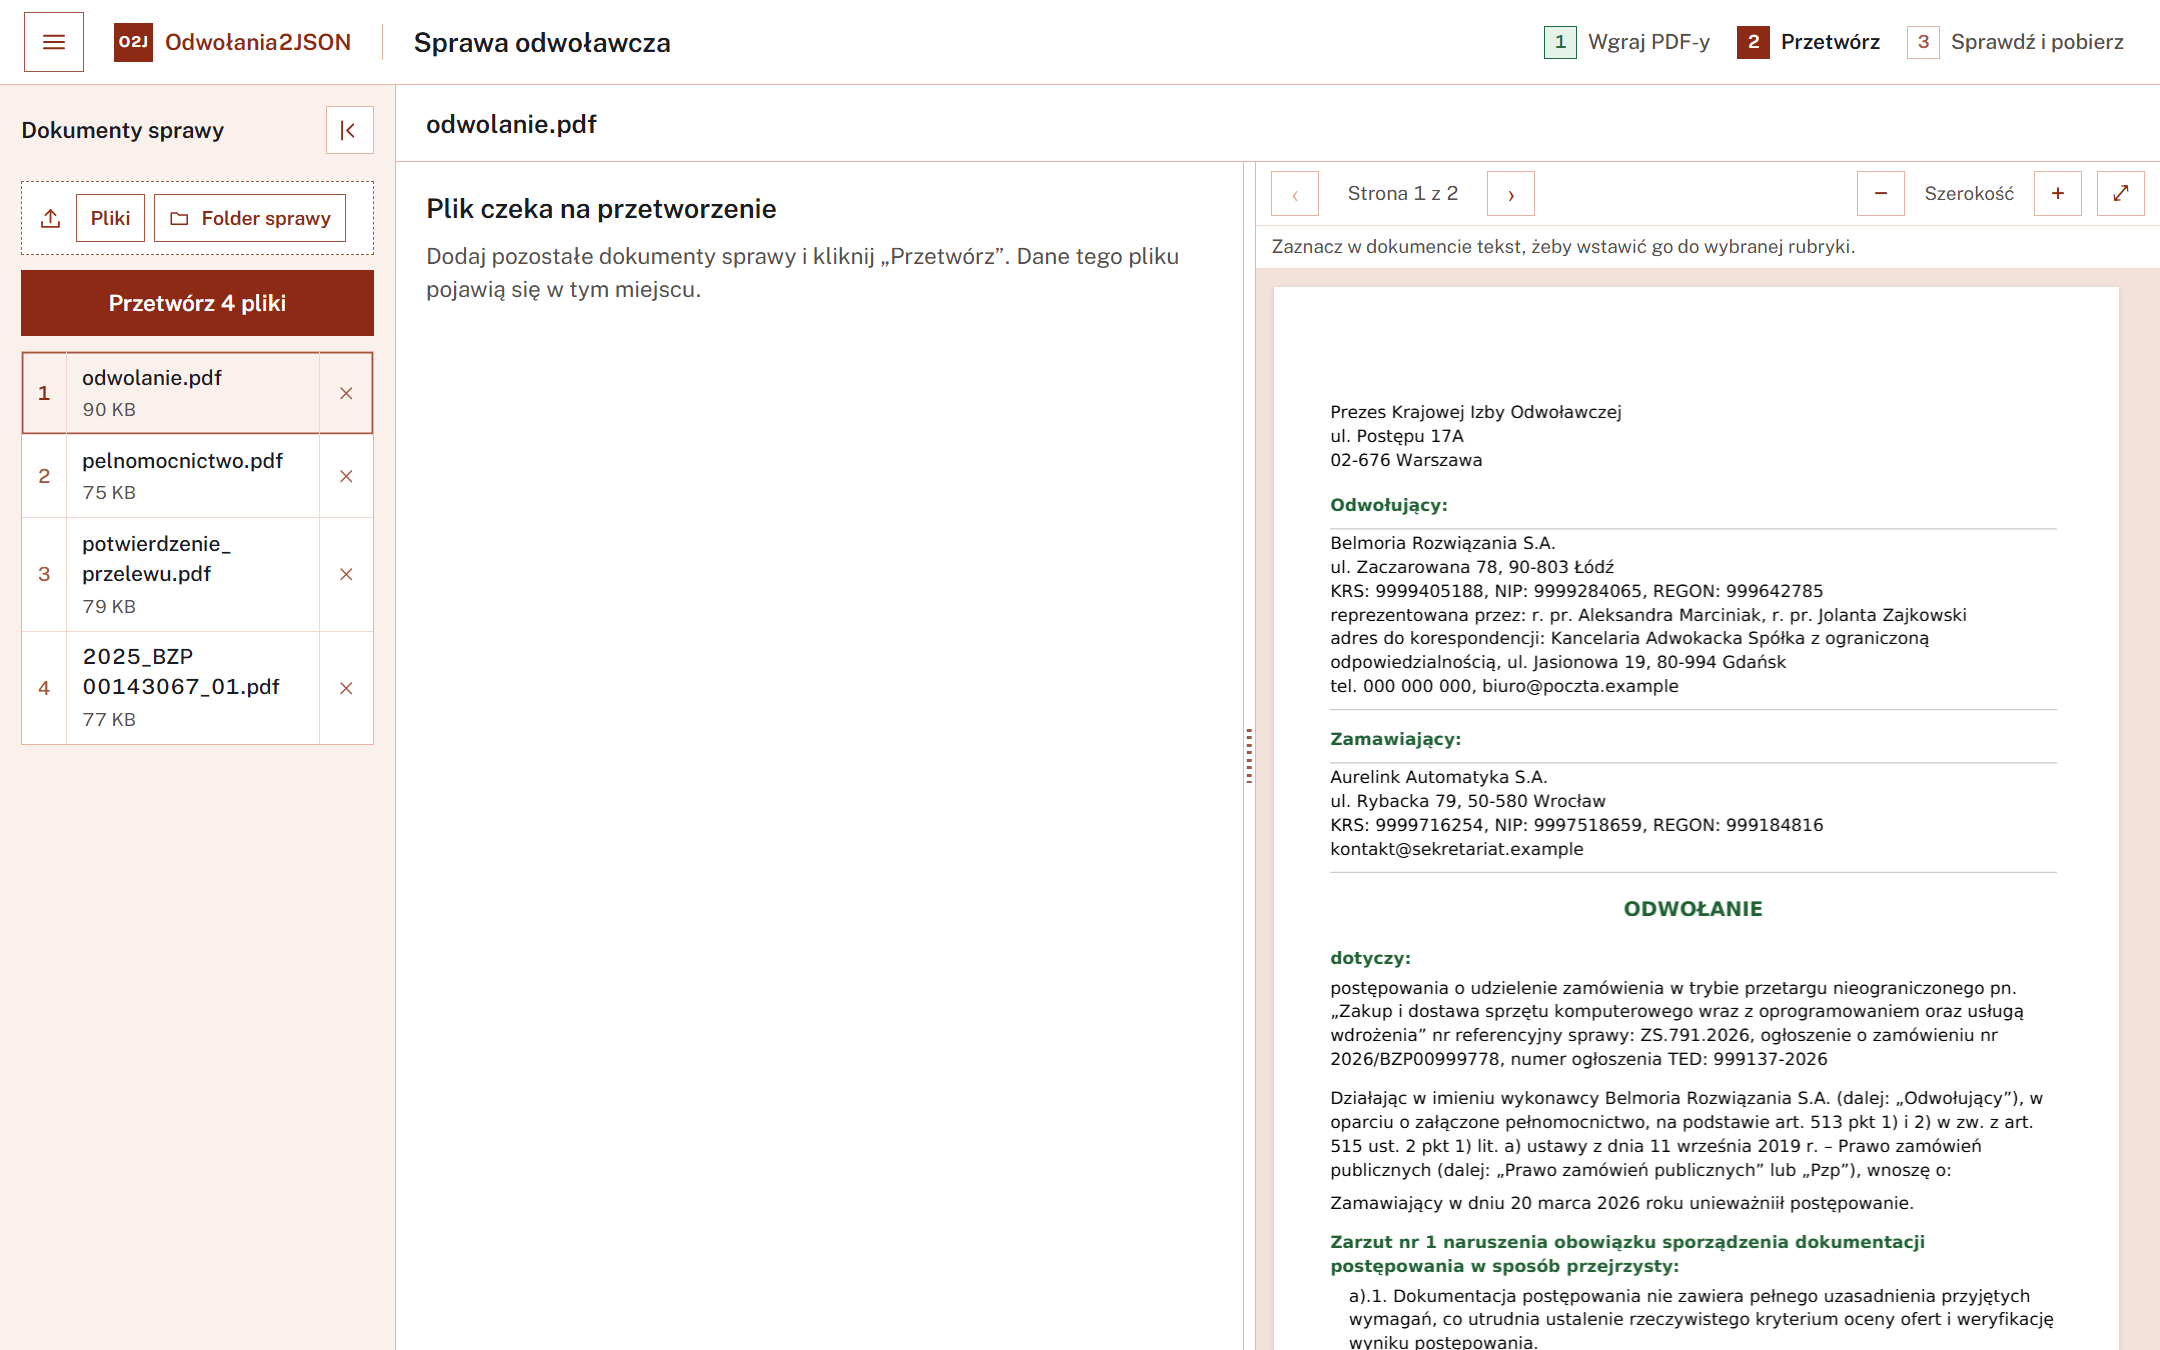 O2J Odwołania2JSON
Sprawa odwoławcza
1 Wgraj PDF-y
2 Przetwórz
3 Sprawdź i pobierz
Dokumenty sprawy
Pliki
Folder sprawy
Przetwórz 4 pliki
1 odwolanie.pdf
90 KB
2 pelnomocnictwo.pdf
75 KB
3 potwierdzenie_
przelewu.pdf
79 KB
4 2025_BZP
00143067_01.pdf
77 KB
odwolanie.pdf
Plik czeka na przetworzenie
Dodaj pozostałe dokumenty sprawy i kliknij „Przetwórz”. Dane tego pliku
pojawią się w tym miejscu.
‹ Strona 1 z 2 ›
− Szerokość +
Zaznacz w dokumencie tekst, żeby wstawić go do wybranej rubryki.
Prezes Krajowej Izby Odwoławczej
ul. Postępu 17A
02-676 Warszawa
Odwołujący:
Belmoria Rozwiązania S.A.
ul. Zaczarowana 78, 90-803 Łódź
KRS: 9999405188, NIP: 9999284065, REGON: 999642785
reprezentowana przez: r. pr. Aleksandra Marciniak, r. pr. Jolanta Zajkowski
adres do korespondencji: Kancelaria Adwokacka Spółka z ograniczoną
odpowiedzialnością, ul. Jasionowa 19, 80-994 Gdańsk
tel. 000 000 000, biuro@poczta.example
Zamawiający:
Aurelink Automatyka S.A.
ul. Rybacka 79, 50-580 Wrocław
KRS: 9999716254, NIP: 9997518659, REGON: 999184816
kontakt@sekretariat.example
ODWOŁANIE
dotyczy:
postępowania o udzielenie zamówienia w trybie przetargu nieograniczonego pn.
„Zakup i dostawa sprzętu komputerowego wraz z oprogramowaniem oraz usługą
wdrożenia” nr referencyjny sprawy: ZS.791.2026, ogłoszenie o zamówieniu nr
2026/BZP00999778, numer ogłoszenia TED: 999137-2026
Działając w imieniu wykonawcy Belmoria Rozwiązania S.A. (dalej: „Odwołujący”), w
oparciu o załączone pełnomocnictwo, na podstawie art. 513 pkt 1) i 2) w zw. z art.
515 ust. 2 pkt 1) lit. a) ustawy z dnia 11 września 2019 r. – Prawo zamówień
publicznych (dalej: „Prawo zamówień publicznych” lub „Pzp”), wnoszę o:
Zamawiający w dniu 20 marca 2026 roku unieważnił postępowanie.
Zarzut nr 1 naruszenia obowiązku sporządzenia dokumentacji
postępowania w sposób przejrzysty:
a).1. Dokumentacja postępowania nie zawiera pełnego uzasadnienia przyjętych
wymagań, co utrudnia ustalenie rzeczywistego kryterium oceny ofert i weryfikację
wyniku postępowania.